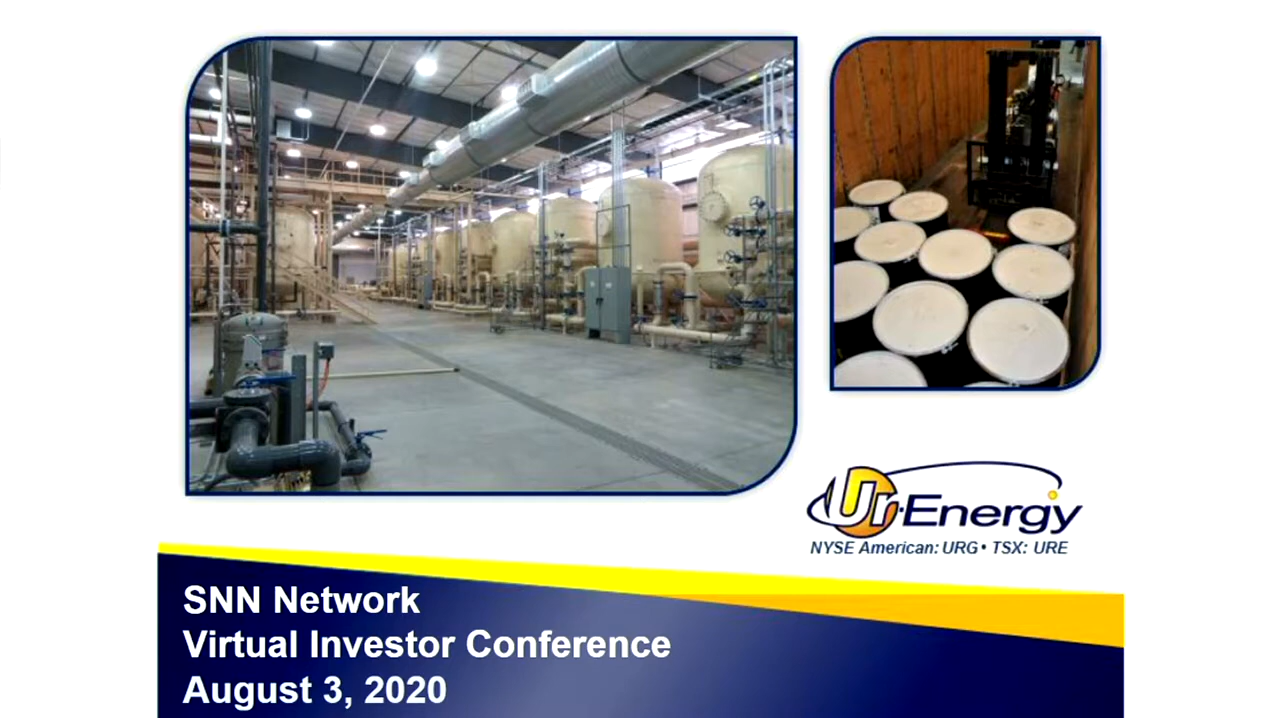 Ur-Energy
NYSE American: URG • TSX: URE
SNN Network
Virtual Investor Conference
August 3, 2020